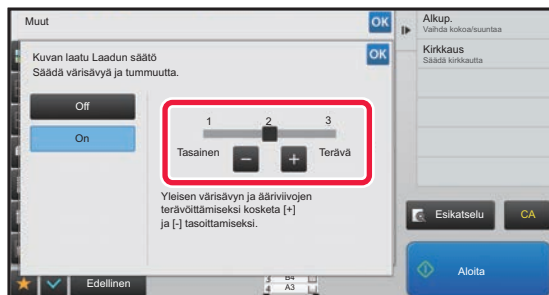 Muut
OK
Alkup.
Vaihda kokoa/suuntaa
Kuvan laatu Laadun säätö
Säädä värisävyä ja tummuutta.
OK
Kirkkaus
Säädä kirkkautta
Off
On
1 2 3
Tasainen - + Terävä
Yleisen värisävyn ja ääriviivojen
terävöittämiseksi kosketa [+]
ja [-] tasoittamiseksi.
Esikatselu
CA
Aloita
Edellinen
3 B4
4 A3